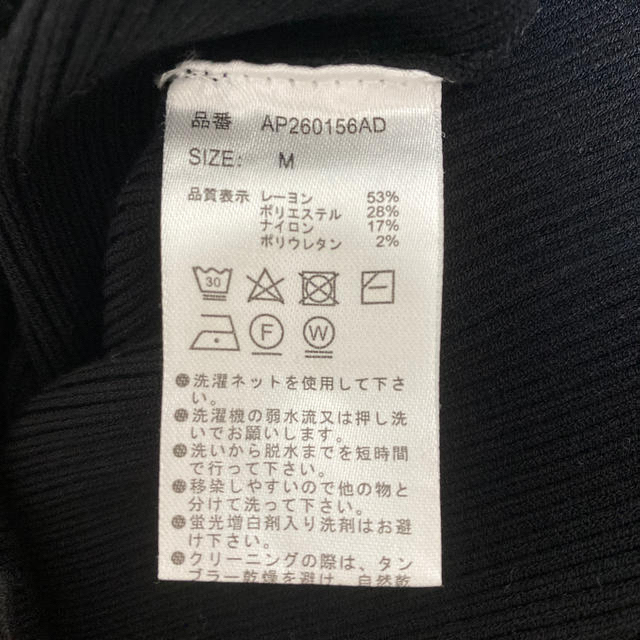 品番 AP260156AD
SIZE: M
品質表示 レーヨン 53%
ポリエステル 28%
ナイロン 17%
ポリウレタン 2%
30
F W
●洗濯ネットを使用して下さ
い。
●洗濯機の弱水流又は押し洗
いでお願いします。
●洗いから脱水までを短時間
で行って下さい。
●移染しやすいので他の物と
分けて洗って下さい。
●蛍光増白剤入り洗剤はお避
け下さい。
●クリーニングの際は、タン
ブラー乾燥を避け、自然乾